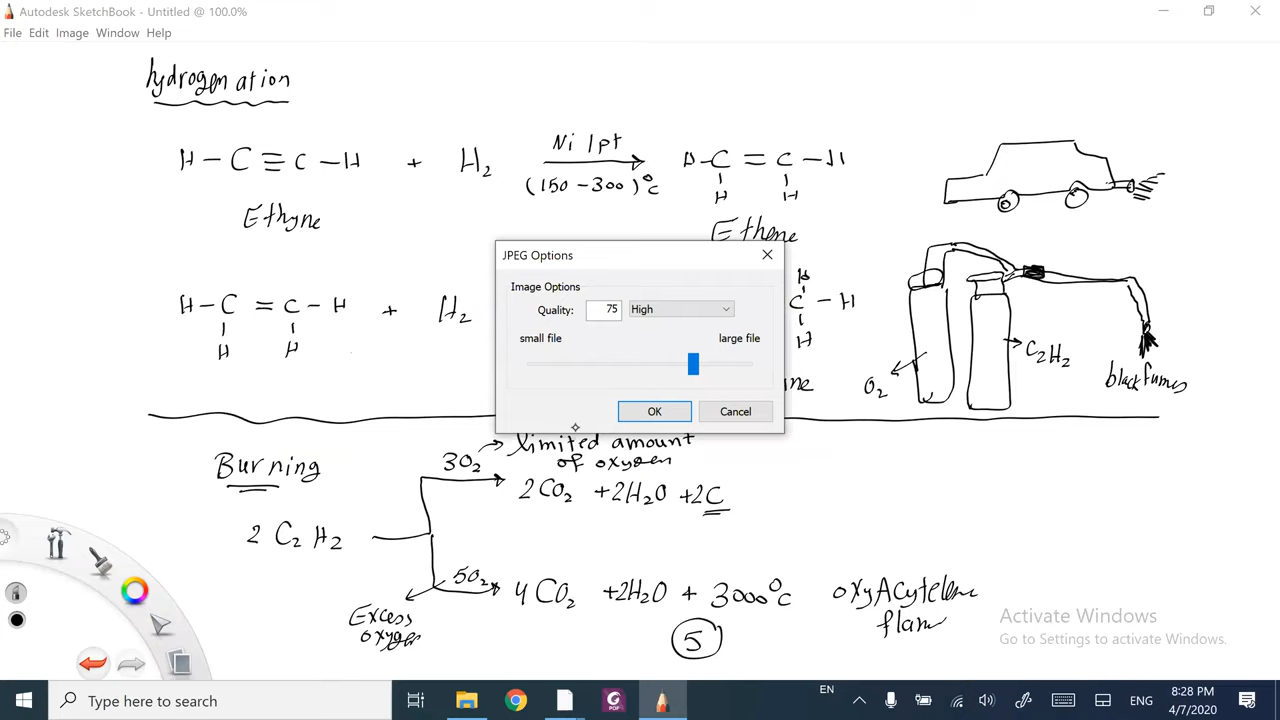 Autodesk SketchBook - Untitled @ 100.0%
File Edit Image Window Help
hydrogenation
H-C≡C-H + H2 Ni/pt (150-300)°C H-C=C-H
H H
Ethyne
Ethene
H-C=C-H + H2
H H
H
C-H
H
ne
JPEG Options
Image Options
Quality: 75 High
small file large file
OK Cancel
O2
C2H2
black fumes
Burning
3O2 limited amount
of oxygen
2CO2 +2H2O +2C
2 C2H2
5O2 4CO2 +2H2O + 3000°C oxyAcytelene
flame
Excess
oxygen
5
Activate Windows
Go to Settings to activate Windows.
Type here to search
EN
PDF
ENG
8:28 PM
4/7/2020